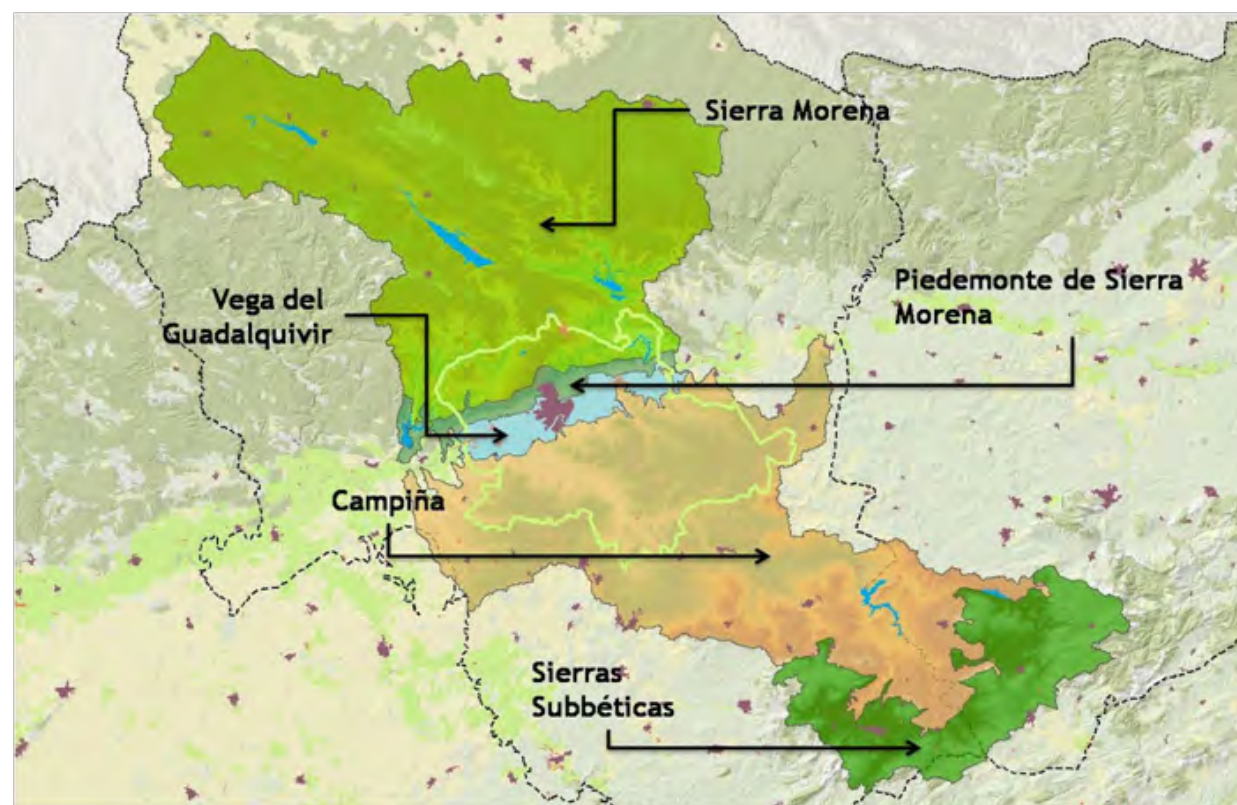 Sierra Morena
Piedemonte de Sierra
Morena
Vega del
Guadalquivir
Campiña
Sierras
Subbéticas